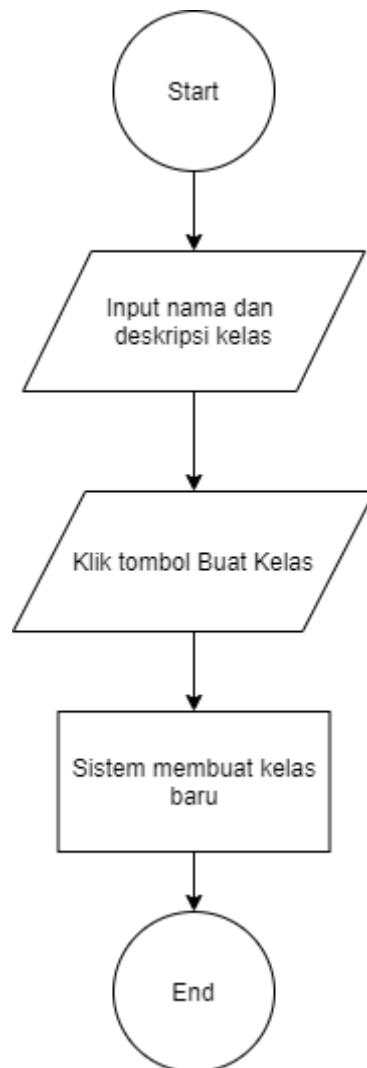 Start
Input nama dan
deskripsi kelas
Klik tombol Buat Kelas
Sistem membuat kelas
baru
End